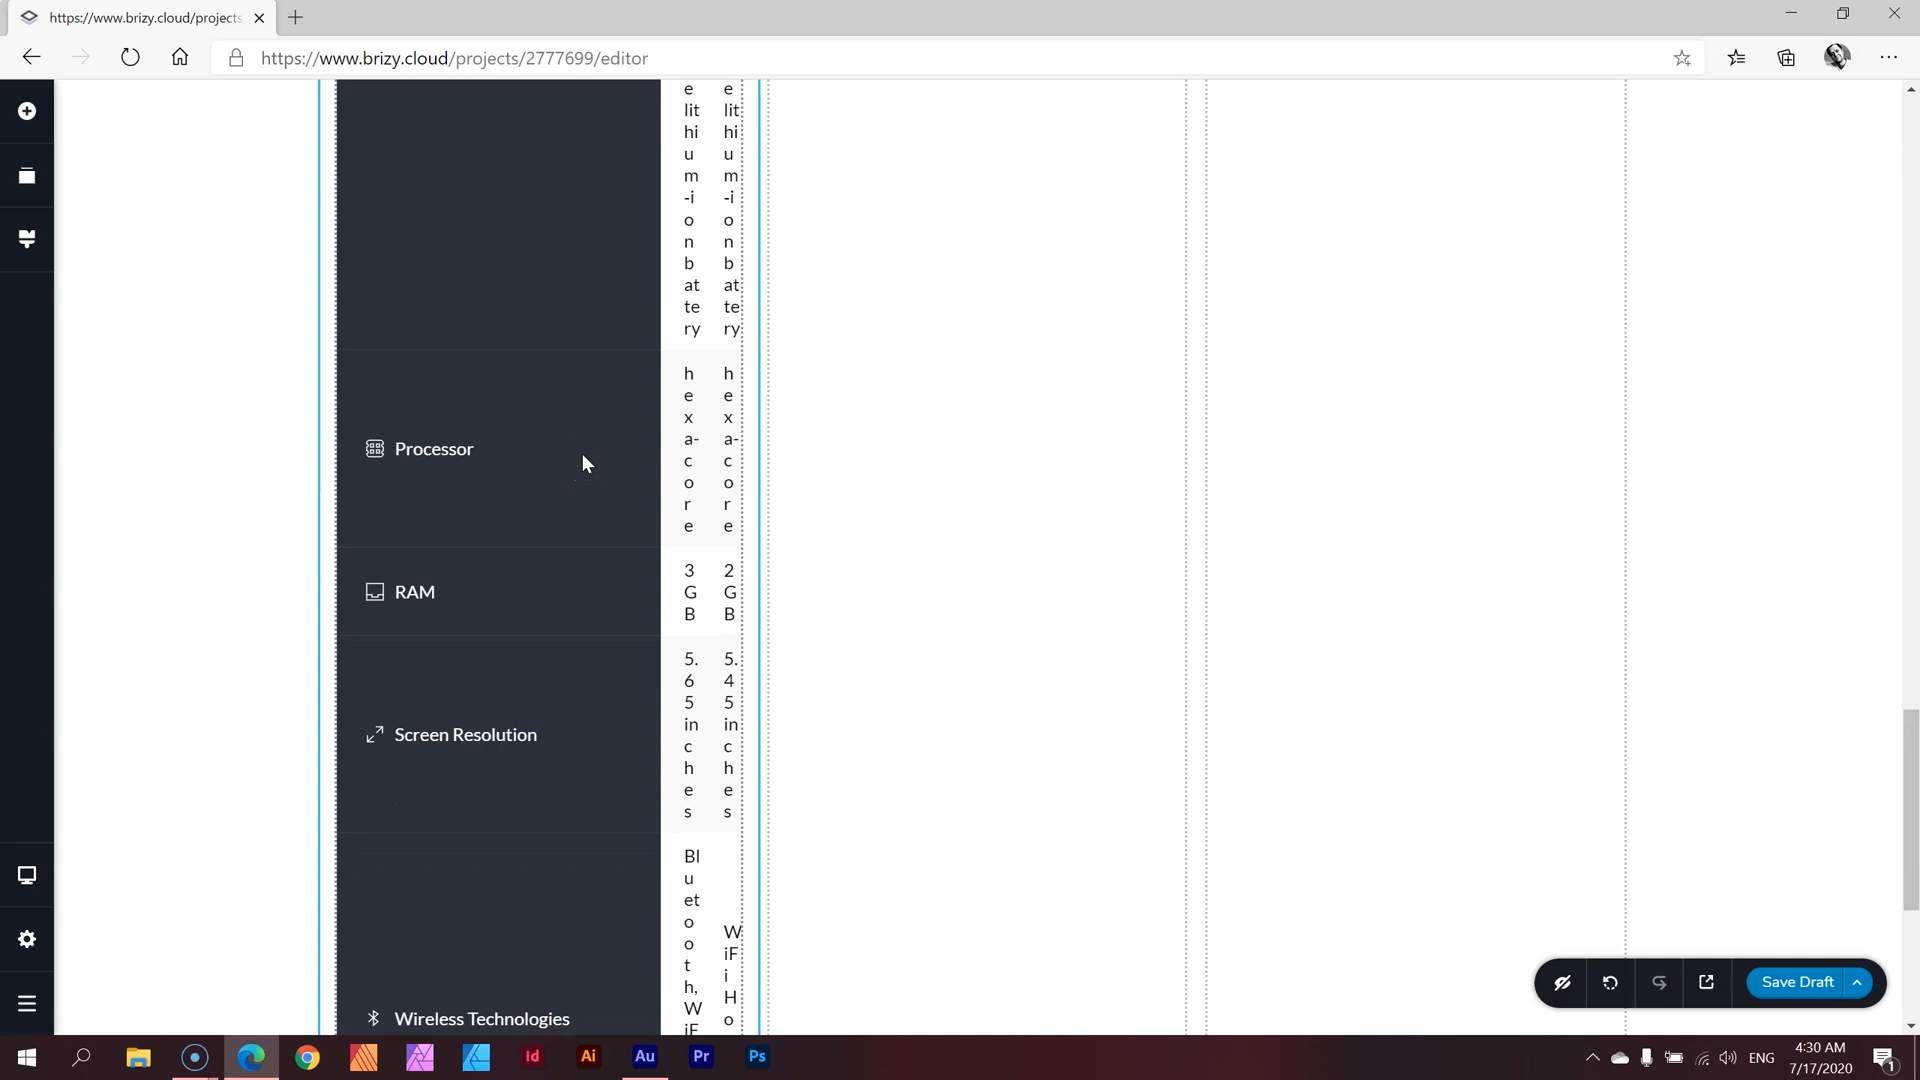 https://www.brizy.cloud/projects
https://www.brizy.cloud/projects/2777699/editor
e e
lit lit
hi hi
u u
m m
-i -i
o o
n n
b b
at at
te te
ry ry
Processor
h h
e e
x x
a- a-
c c
o o
r r
e e
RAM
3 2
G G
B B
Screen Resolution
5. 5.
6 4
5 5
in in
c c
h h
e e
s s
Wireless Technologies
Bl
u
et
o
o
t
h,
W
iF
W
iF
i
H
o
Save Draft
Id
Ai
Au
Pr
Ps
ENG
4:30 AM
7/17/2020
1